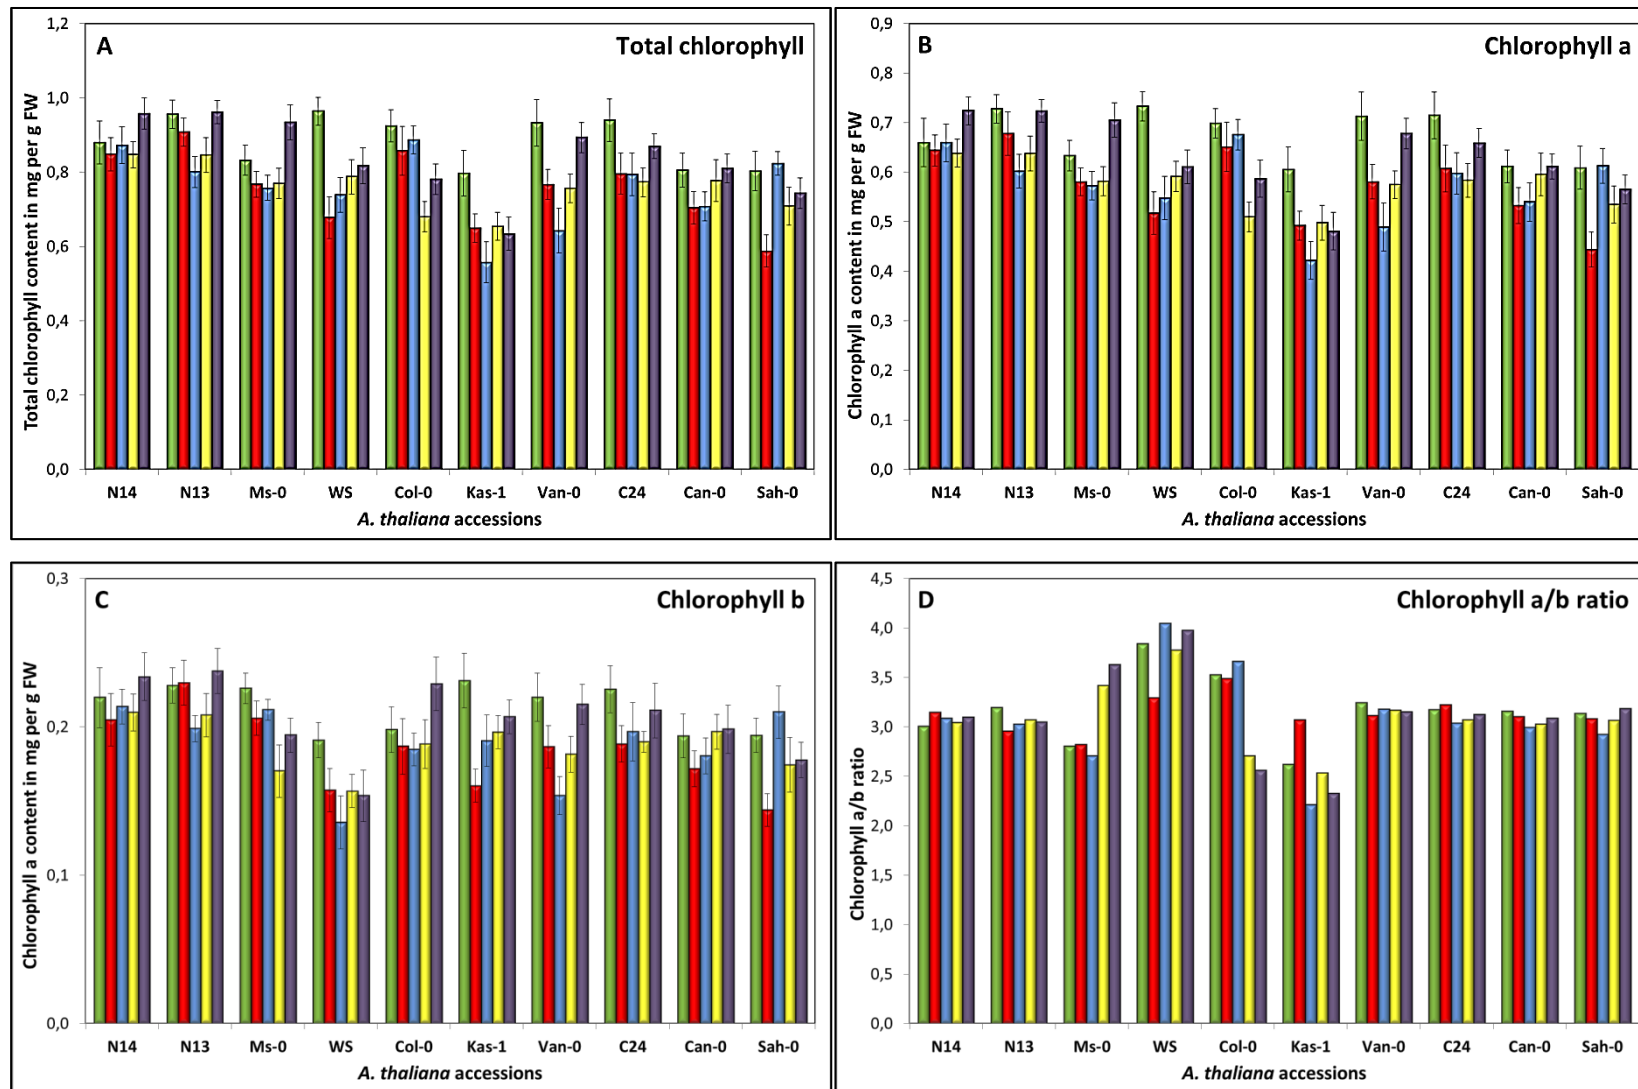 A
Total chlorophyll
Total chlorophyll content in mg per g FW
1,2
1,0
0,8
0,6
0,4
0,2
0,0
N14 N13 Ms-0 WS Col-0 Kas-1 Van-0 C24 Can-0 Sah-0
A. thaliana accessions
B
Chlorophyll a
Chlorophyll a content in mg per g FW
0,9
0,8
0,7
0,6
0,5
0,4
0,3
0,2
0,1
0,0
N14 N13 Ms-0 WS Col-0 Kas-1 Van-0 C24 Can-0 Sah-0
A. thaliana accessions
C
Chlorophyll b
Chlorophyll a content in mg per g FW
0,3
0,2
0,1
0,0
N14 N13 Ms-0 WS Col-0 Kas-1 Van-0 C24 Can-0 Sah-0
A. thaliana accessions
D
Chlorophyll a/b ratio
Chlorophyll a/b ratio
4,5
4,0
3,5
3,0
2,5
2,0
1,5
1,0
0,5
0,0
N14 N13 Ms-0 WS Col-0 Kas-1 Van-0 C24 Can-0 Sah-0
A. thaliana accessions